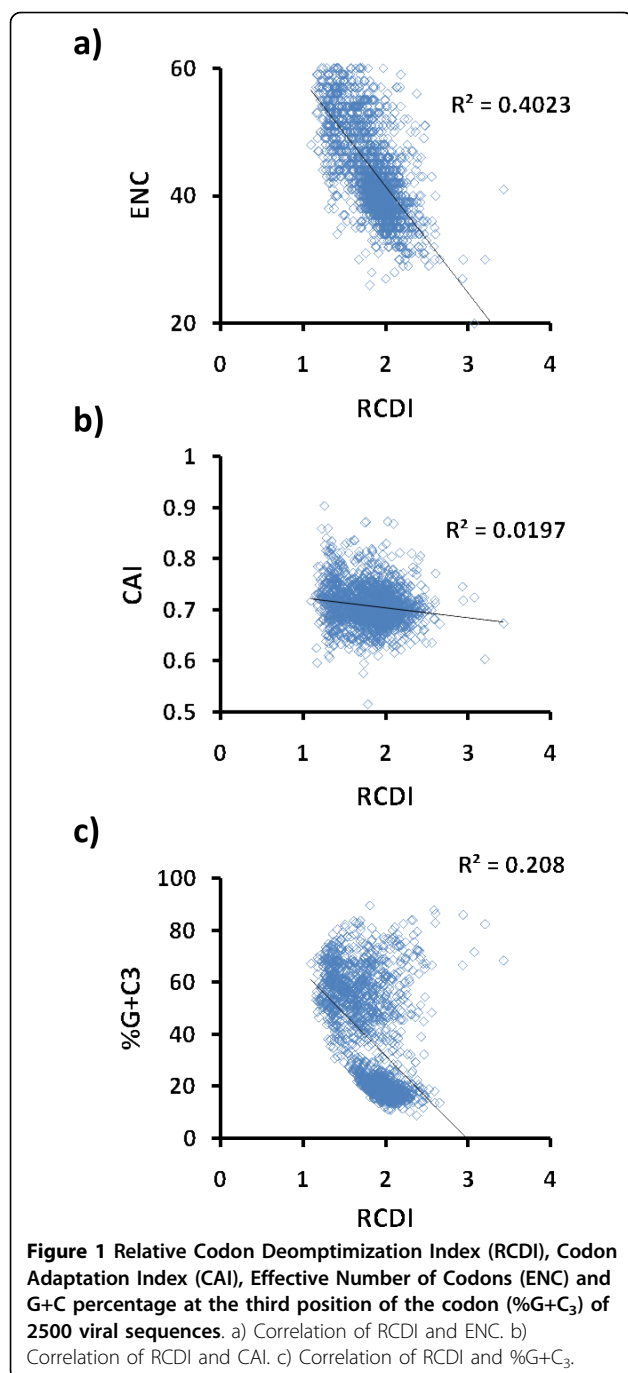 a)
60
R² = 0.4023
ENC
40
20
0 1 2 3 4
RCDI
b)
1
0.9
R² = 0.0197
CAI
0.8
0.7
0.6
0.5
0 1 2 3 4
RCDI
c)
R² = 0.208
100
%G+C3
80
60
40
20
0
0 1 2 3 4
RCDI
Figure 1 Relative Codon Deomptimization Index (RCDI), Codon
Adaptation Index (CAI), Effective Number of Codons (ENC) and
G+C percentage at the third position of the codon (%G+C₃) of
2500 viral sequences. a) Correlation of RCDI and ENC. b)
Correlation of RCDI and CAI. c) Correlation of RCDI and %G+C₃.